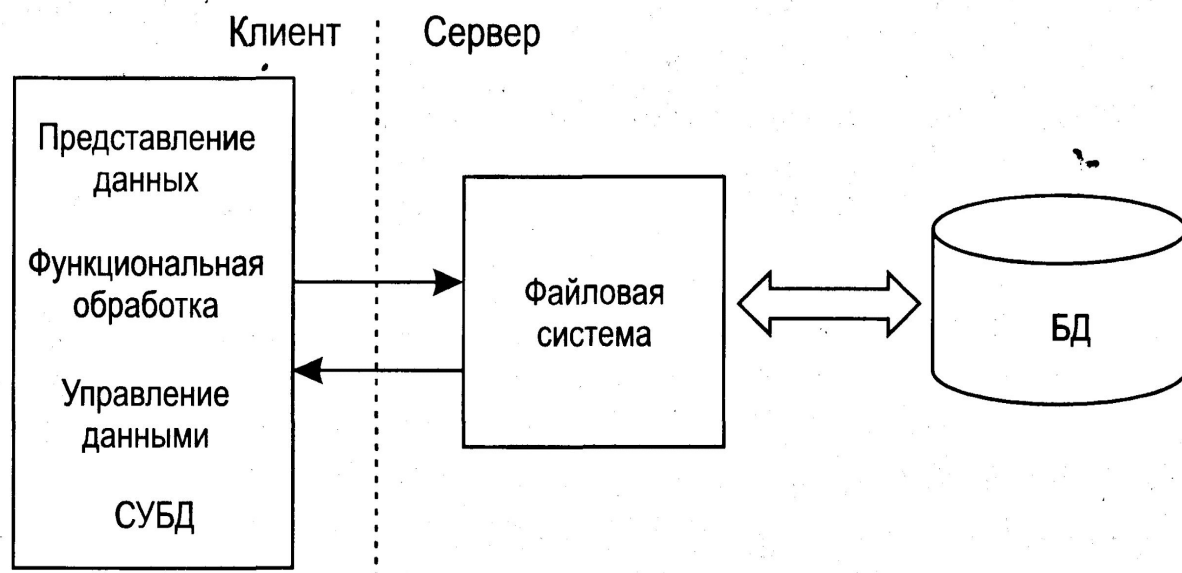 Клиент
Сервер
Представление
данных
Функциональная
обработка
Управление
данными
СУБД
Файловая
система
БД